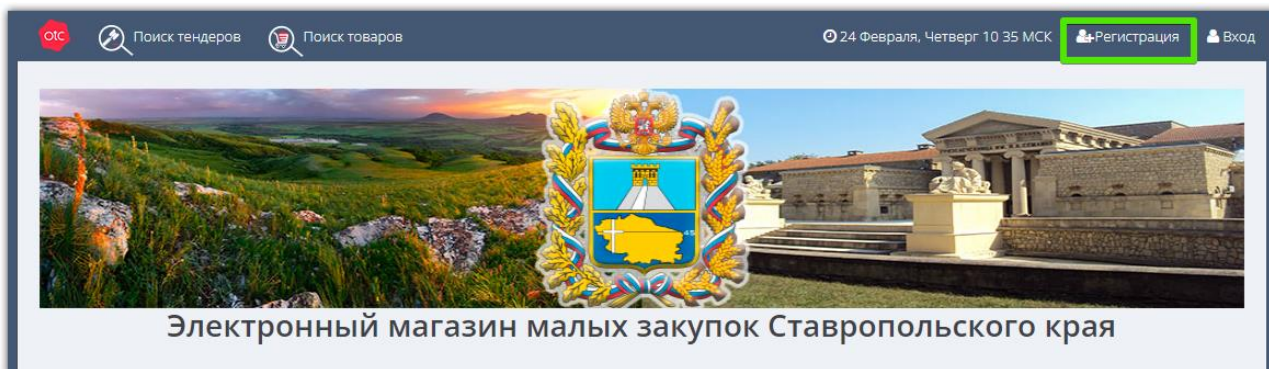 otc Поиск тендеров Поиск товаров 24 Февраля, Четверг 10 35 МСК Регистрация Вход
45
Электронный магазин малых закупок Ставропольского края